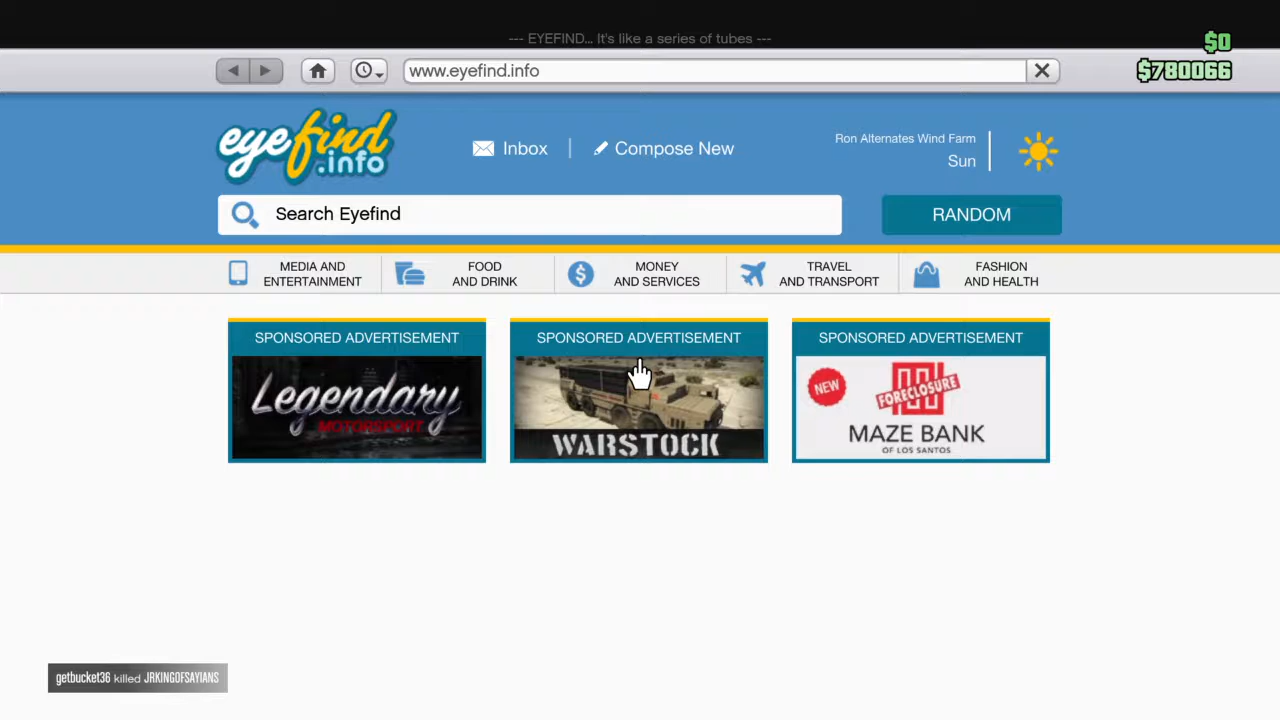 --- EYEFIND... It's like a series of tubes ---
$0
$780066
www.eyefind.info
eyefind
.info
Inbox
Compose New
Ron Alternates Wind Farm
Sun
Search Eyefind
RANDOM
MEDIA AND
ENTERTAINMENT
FOOD
AND DRINK
MONEY
AND SERVICES
TRAVEL
AND TRANSPORT
FASHION
AND HEALTH
SPONSORED ADVERTISEMENT
Legendary
MOTORSPORT
SPONSORED ADVERTISEMENT
WARSTOCK
SPONSORED ADVERTISEMENT
NEW
FORECLOSURE
MAZE BANK
OF LOS SANTOS
getbucket36 killed JRKINGOFSAYIANS